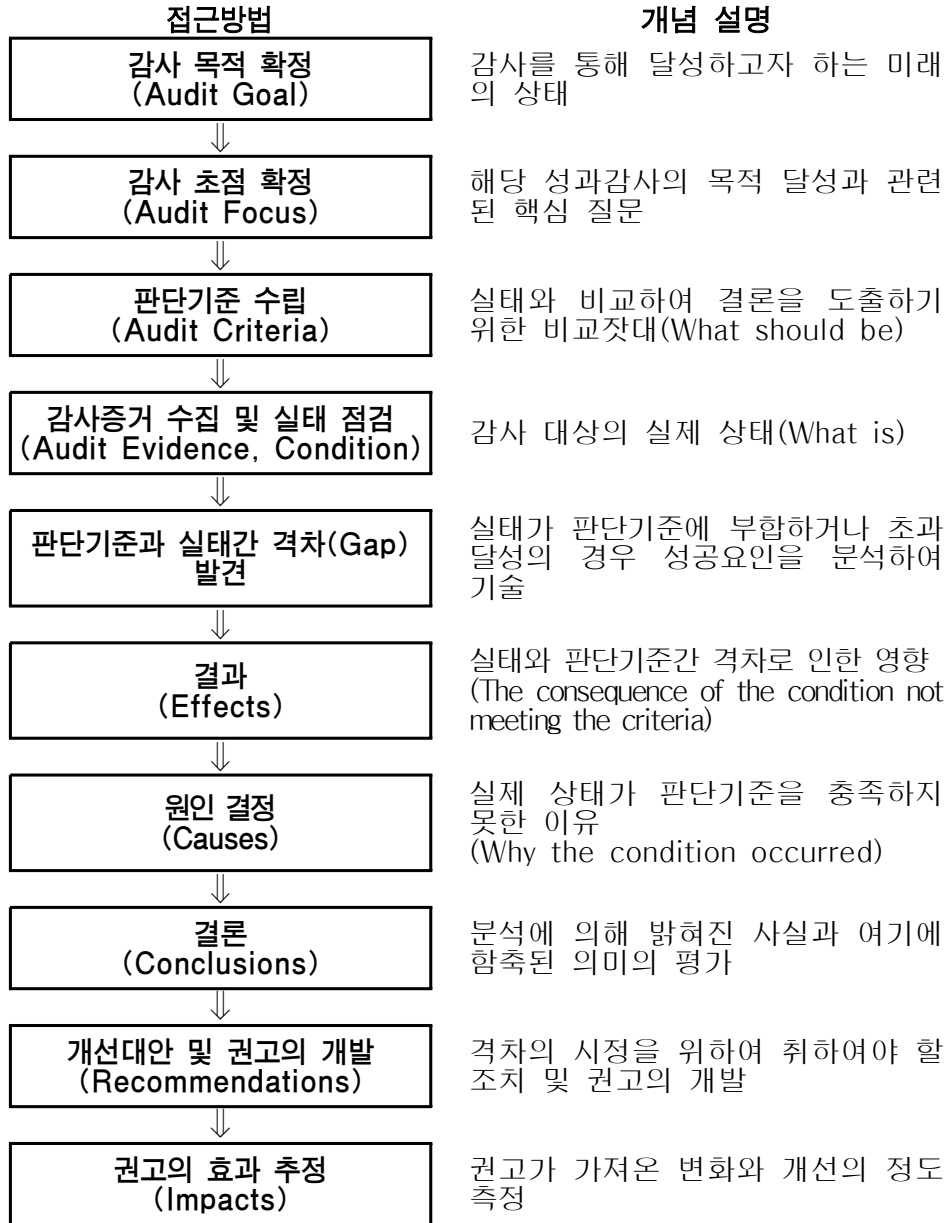 접근방법
개념 설명
감사 목적 확정
(Audit Goal)
감사를 통해 달성하고자 하는 미래
의 상태
⇓
감사 초점 확정
(Audit Focus)
해당 성과감사의 목적 달성과 관련
된 핵심 질문
⇓
판단기준 수립
(Audit Criteria)
실태와 비교하여 결론을 도출하기
위한 비교잣대(What should be)
⇓
감사증거 수집 및 실태 점검
(Audit Evidence, Condition)
감사 대상의 실제 상태(What is)
⇓
판단기준과 실태간 격차(Gap)
발견
실태가 판단기준에 부합하거나 초과
달성의 경우 성공요인을 분석하여
기술
⇓
결과
(Effects)
실태와 판단기준간 격차로 인한 영향
(The consequence of the condition not
meeting the criteria)
⇓
원인 결정
(Causes)
실제 상태가 판단기준을 충족하지
못한 이유
(Why the condition occurred)
⇓
결론
(Conclusions)
분석에 의해 밝혀진 사실과 여기에
함축된 의미의 평가
⇓
개선대안 및 권고의 개발
(Recommendations)
격차의 시정을 위하여 취하여야 할
조치 및 권고의 개발
⇓
권고의 효과 추정
(Impacts)
권고가 가져온 변화와 개선의 정도
측정